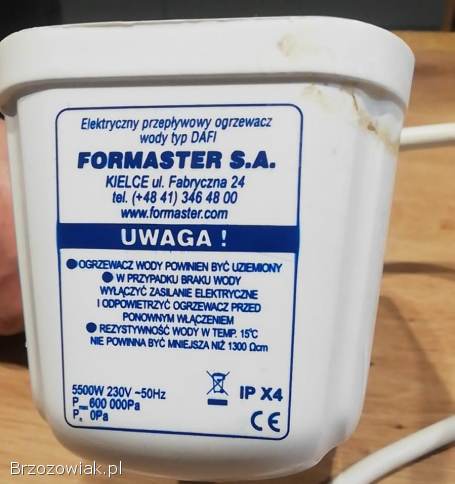 Elektryczny przepływowy ogrzewacz
wody typ DAFI
FORMASTER S.A.
KIELCE ul. Fabryczna 24
tel. (+48 41) 346 48 00
www.formaster.com
UWAGA !
● OGRZEWACZ WODY POWINIEN BYĆ UZIEMIONY
● W PRZYPADKU BRAKU WODY
WYŁĄCZYĆ ZASILANIE ELEKTRYCZNE
I ODPOWIETRZYĆ OGRZEWACZ PRZED
PONOWNYM WŁĄCZENIEM
● REZYSTYWNOŚĆ WODY W TEMP. 15°C
NIE POWINNA BYĆ MNIEJSZA NIŻ 1300 Ωcm
5500W 230V ~50Hz
P 600 000Pa
P 0Pa
IP X4
CE
Brzozowiak.pl